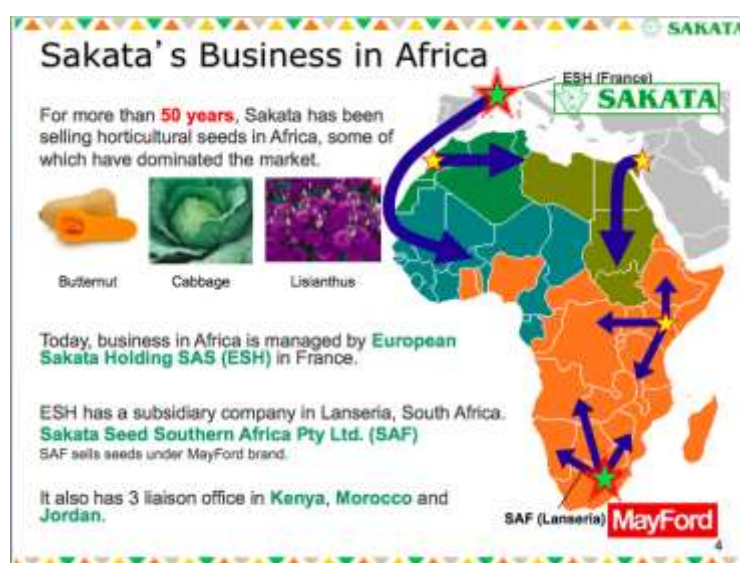 SAKATA
Sakata's Business in Africa
ESH (France)
SAKATA
For more than 50 years, Sakata has been
selling horticultural seeds in Africa, some of
which have dominated the market.
Butternut
Cabbage
Lisianthus
Today, business in Africa is managed by European
Sakata Holding SAS (ESH) in France.
ESH has a subsidiary company in Lanseria, South Africa.
Sakata Seed Southern Africa Pty Ltd. (SAF)
SAF sells seeds under MayFord brand.
It also has 3 liaison office in Kenya, Morocco and
Jordan.
SAF (Lanseria)
MayFord
4